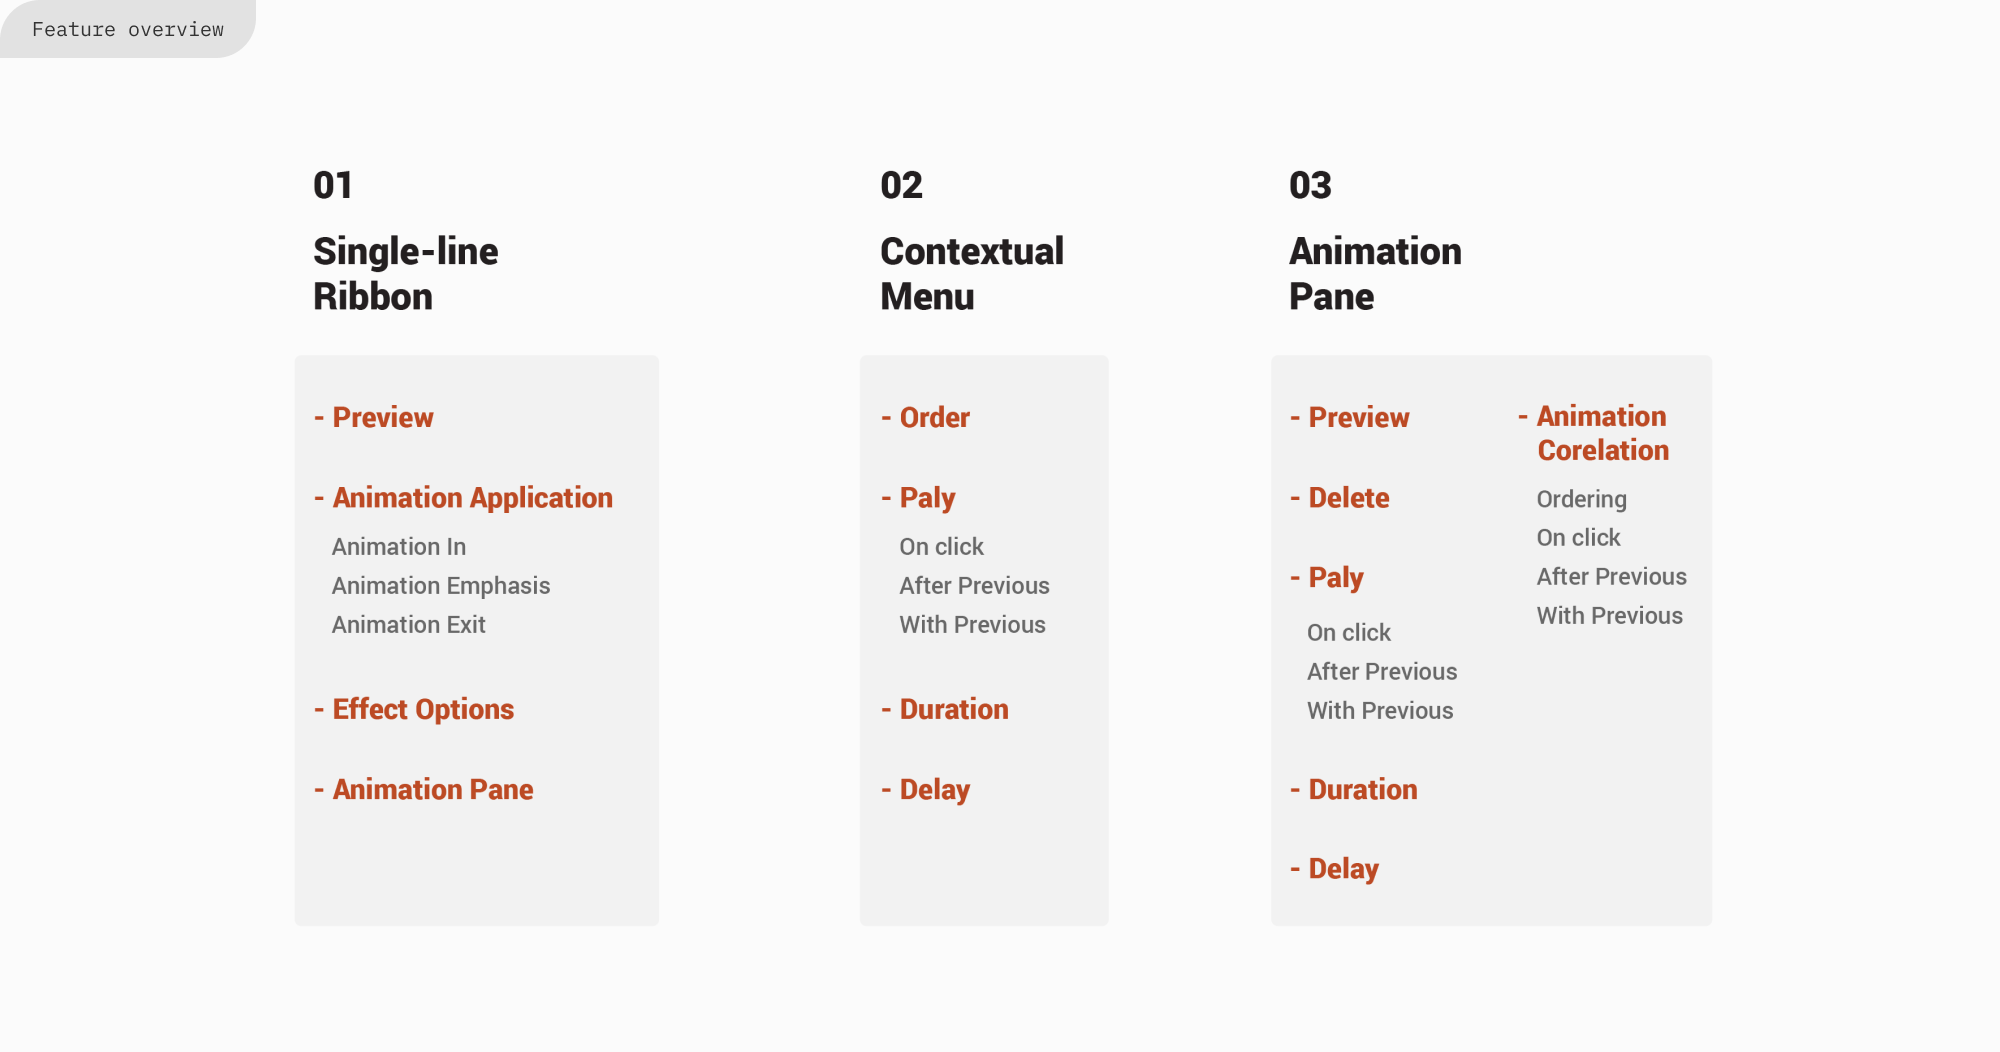 Feature overview
01
Single-line
Ribbon
- Preview
- Animation Application
Animation In
Animation Emphasis
Animation Exit
- Effect Options
- Animation Pane
02
Contextual
Menu
- Order
- Paly
On click
After Previous
With Previous
- Duration
- Delay
03
Animation
Pane
- Preview
- Delete
- Paly
On click
After Previous
With Previous
- Duration
- Delay
- Animation
Corelation
Ordering
On click
After Previous
With Previous